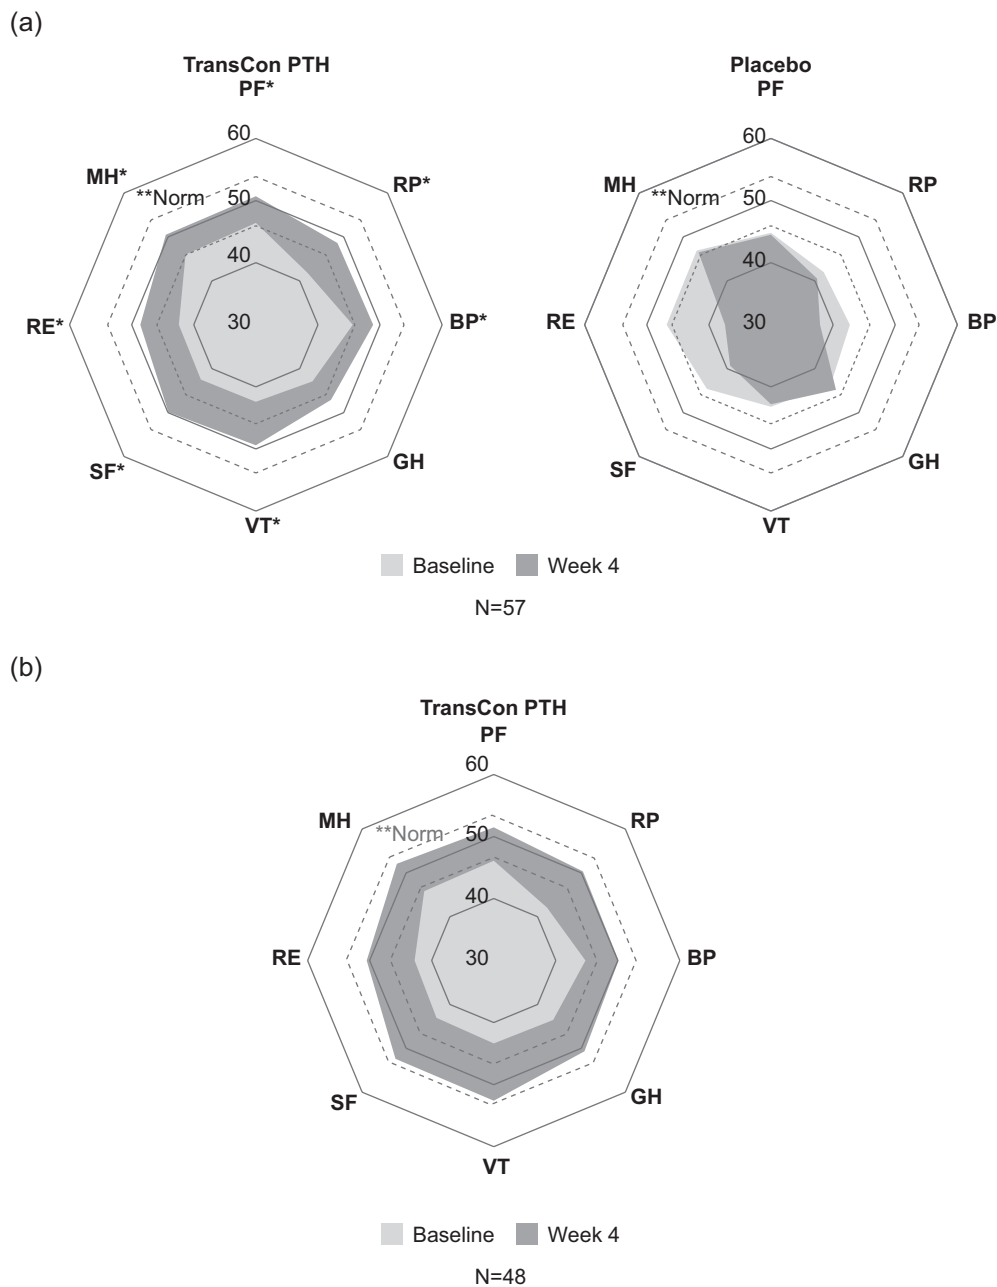 (a)
TransCon PTH
PF*
60
MH*
**Norm
50
RP*
40
RE*
30
BP*
SF*
GH
VT*
Placebo
PF
60
MH
**Norm
50
RP
40
RE
30
BP
SF
GH
VT
Baseline Week 4
N=57
(b)
TransCon PTH
PF
60
MH
**Norm
50
RP
40
RE
30
BP
SF
GH
VT
Baseline Week 4
N=48